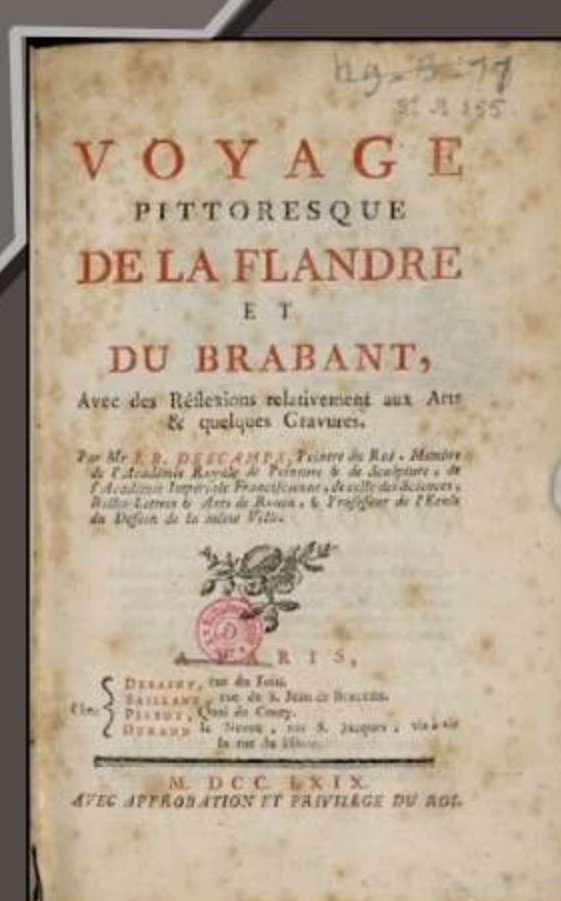 VOYAGE
PITTORESQUE
DE LA FLANDRE
ET
DU BRABANT,
Avec des Réflexions relativement aux Arts
& quelques Gravures.
Par Mr J. B. DESCAMPS, Peintre du Roi, Membre
de l'Académie Royale de Peinture & de Sculpture, de
l'Académie Impériale Franciscienne, de celle des Sciences,
Belles-Lettres & Arts de Rouen, & Professeur de l'Ecole
du Dessein de la même Ville.
A PARIS,
Chez
DESAINT, rue du Foin.
SAILLANT, rue de S. Jean de Beauvais.
Quai de Conty.
DURAND la Neveu, rue S. Jacques, vis-à-vis
la rue du
M. DCC. LXIX.
AVEC APPROBATION ET PRIVILEGE DU ROI.